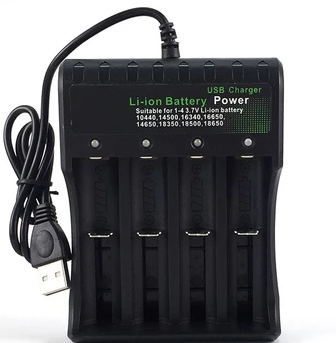 USB Charger
Li-ion Battery Power
Suitable for 1-4 3.7V Li-ion battery
10440,14500,16340,16650,
14650,18350,18500,18650